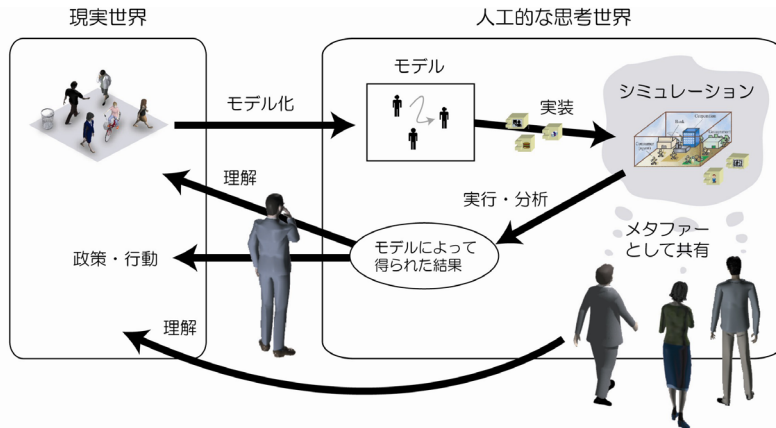 現実世界
人工的な思考世界
モデル化
モデル
実装
シミュレーション
理解
実行・分析
政策・行動
モデルによって
得られた結果
メタファー
として共有
理解